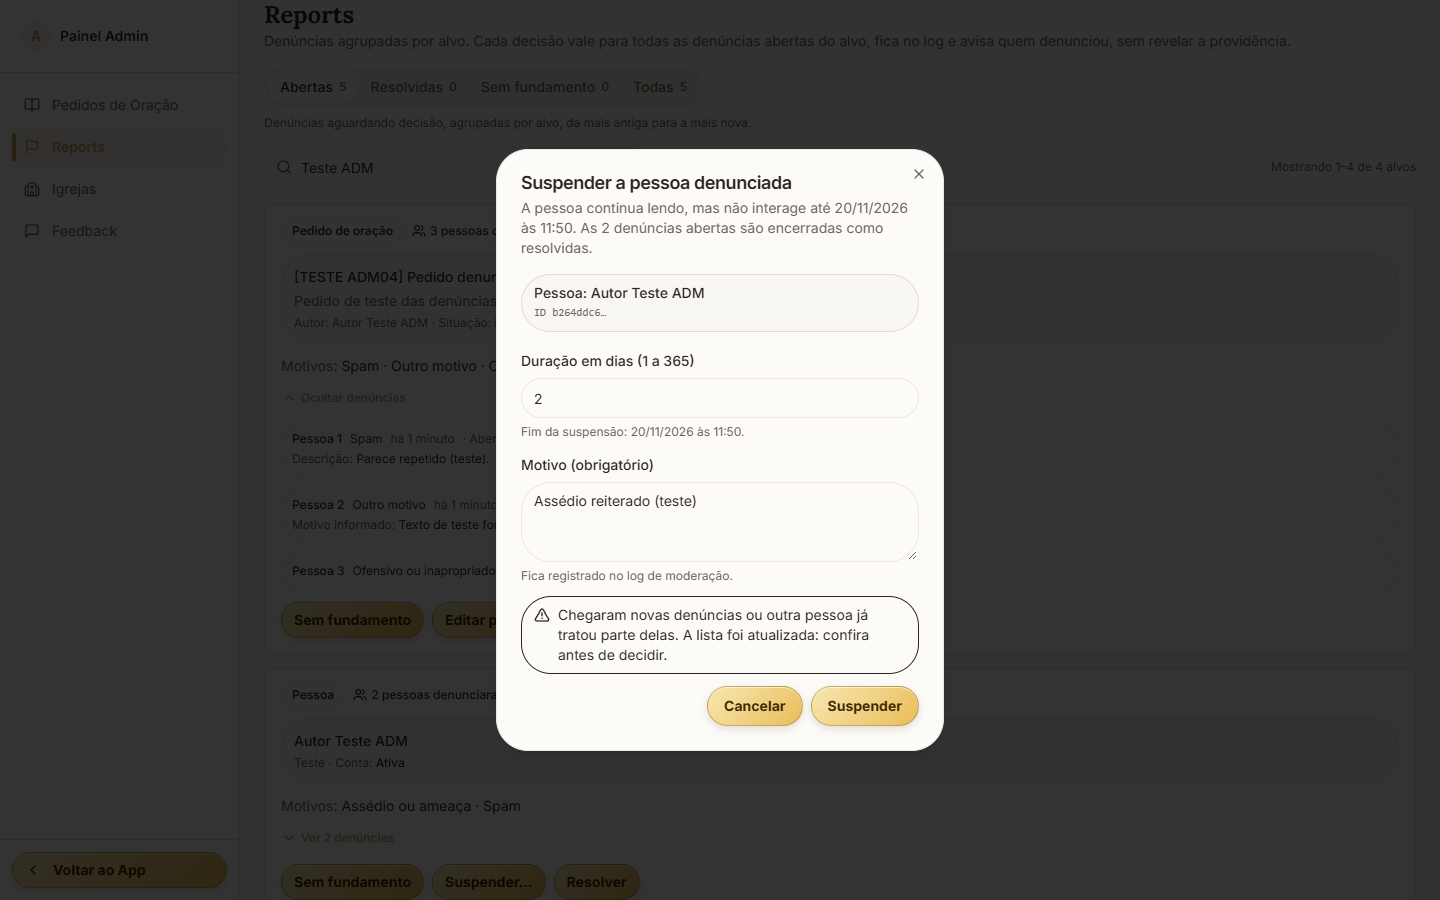 A
Painel Admin
Pedidos de Oração
Reports
Igrejas
Feedback
Voltar ao App
Reports
Denúncias agrupadas por alvo. Cada decisão vale para todas as denúncias abertas do alvo, fica no log e avisa quem denunciou, sem revelar a providência.
Abertas 5 Resolvidas 0 Sem fundamento 0 Todas 5
Denúncias aguardando decisão, agrupadas por alvo, da mais antiga para a mais nova.
Teste ADM
Mostrando 1–4 de 4 alvos
Pedido de oração 3 pessoas
[TESTE ADM04] Pedido
Pedido de teste das denúncias
Autor: Autor Teste ADM · Situação:
Motivos: Spam · Outro motivo ·
Ocultar denúncias
Pessoa 1 Spam há 1 minuto ·
Descrição: Parece repetido (teste).
Pessoa 2 Outro motivo há 1 minuto
Motivo informado: Texto de teste
Pessoa 3 Ofensivo ou inapropriado
Sem fundamento Editar
Pessoa 2 pessoas
Autor Teste ADM
Teste · Conta: Ativa
Motivos: Assédio ou ameaça · Spam
Ver 2 denúncias
Sem fundamento Suspender... Resolver
Suspender a pessoa denunciada
A pessoa continua lendo, mas não interage até 20/11/2026
às 11:50. As 2 denúncias abertas são encerradas como
resolvidas.
Pessoa: Autor Teste ADM
ID b264ddc6…
Duração em dias (1 a 365)
2
Fim da suspensão: 20/11/2026 às 11:50.
Motivo (obrigatório)
Assédio reiterado (teste)
Fica registrado no log de moderação.
Chegaram novas denúncias ou outra pessoa já
tratou parte delas. A lista foi atualizada: confira
antes de decidir.
Cancelar Suspender